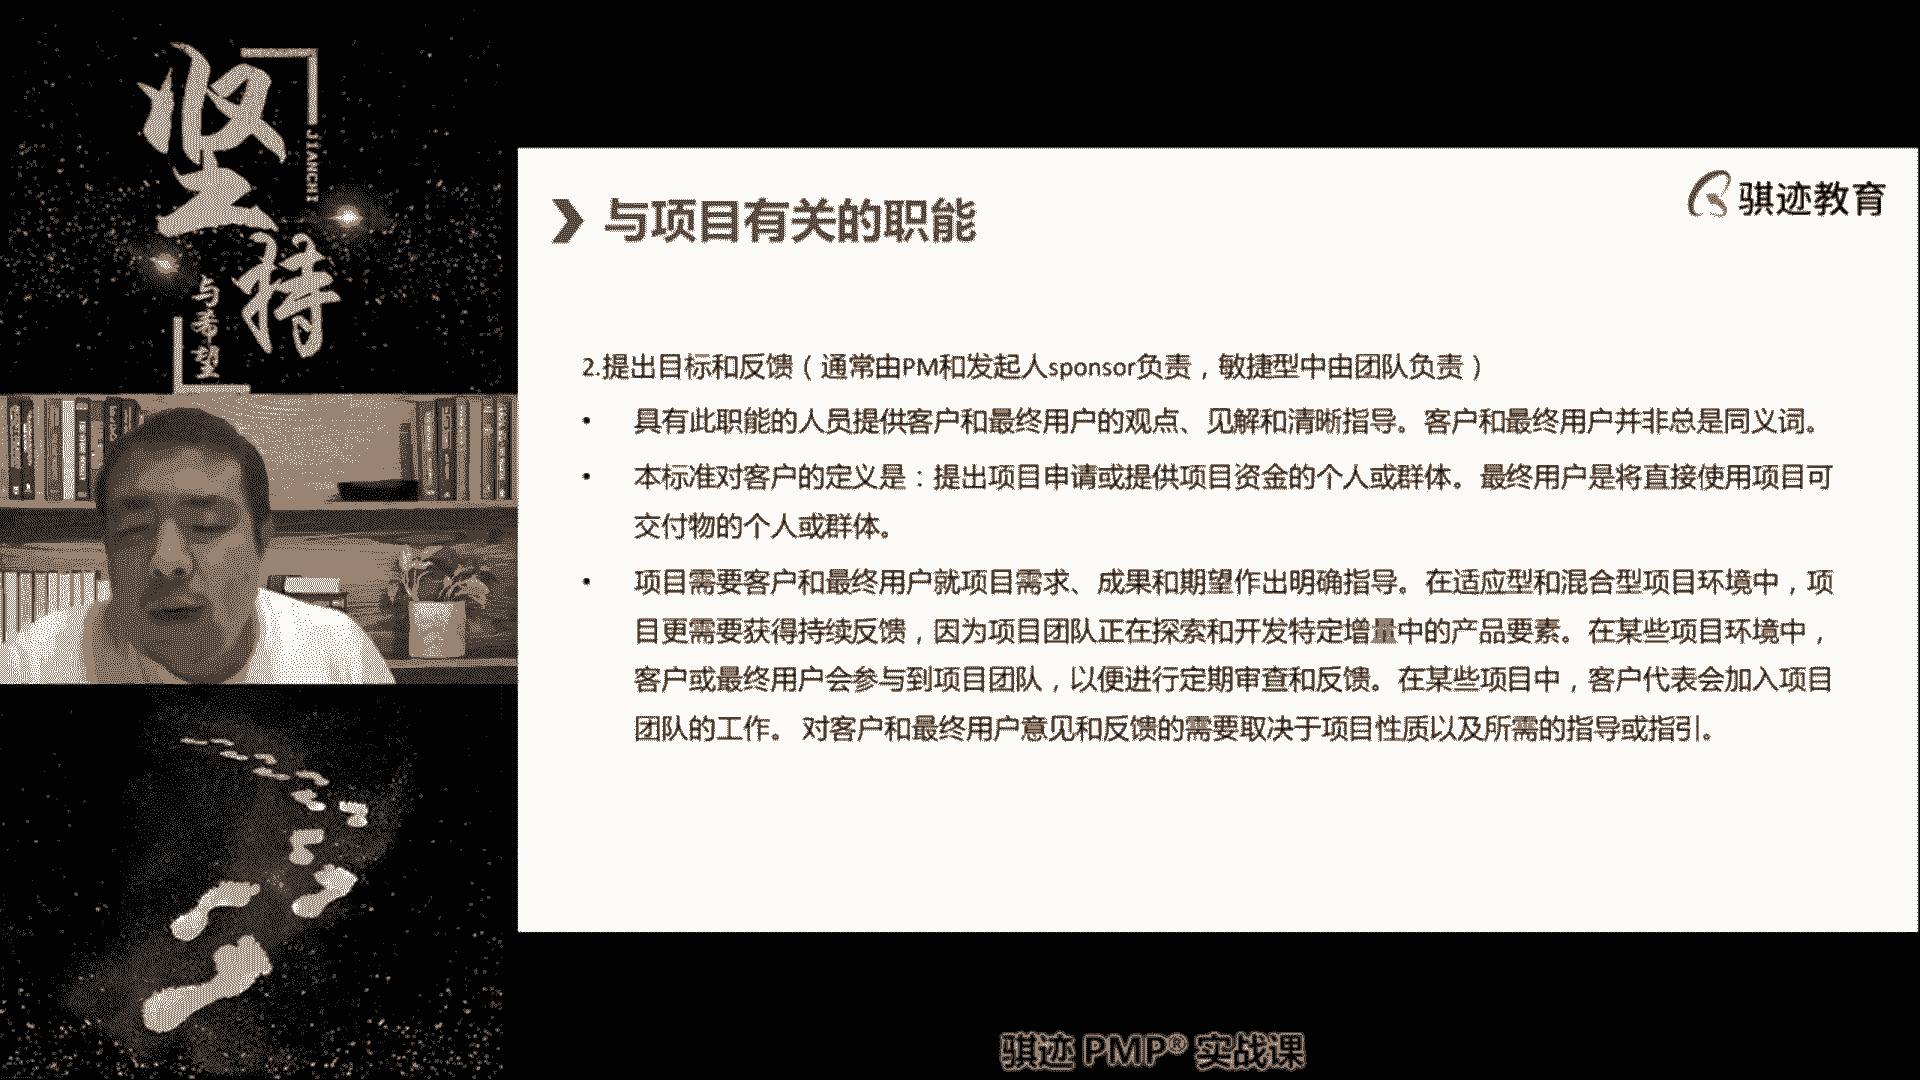 坚持
JIANCHI
与希望
骐迹教育
与项目有关的职能
2.提出目标和反馈（通常由PM和发起人sponsor负责，敏捷型中由团队负责）
• 具有此职能的人员提供客户和最终用户的观点、见解和清晰指导。客户和最终用户并非总是同义词。
• 本标准对客户的定义是：提出项目申请或提供项目资金的个人或群体。最终用户是将直接使用项目可
交付物的个人或群体。
• 项目需要客户和最终用户就项目需求、成果和期望作出明确指导。在适应型和混合型项目环境中，项
目更需要获得持续反馈，因为项目团队正在探索和开发特定增量中的产品要素。在某些项目环境中，
客户或最终用户会参与到项目团队，以便进行定期审查和反馈。在某些项目中，客户代表会加入项目
团队的工作。 对客户和最终用户意见和反馈的需要取决于项目性质以及所需的指导或指引。
骐迹 PMP® 实战课